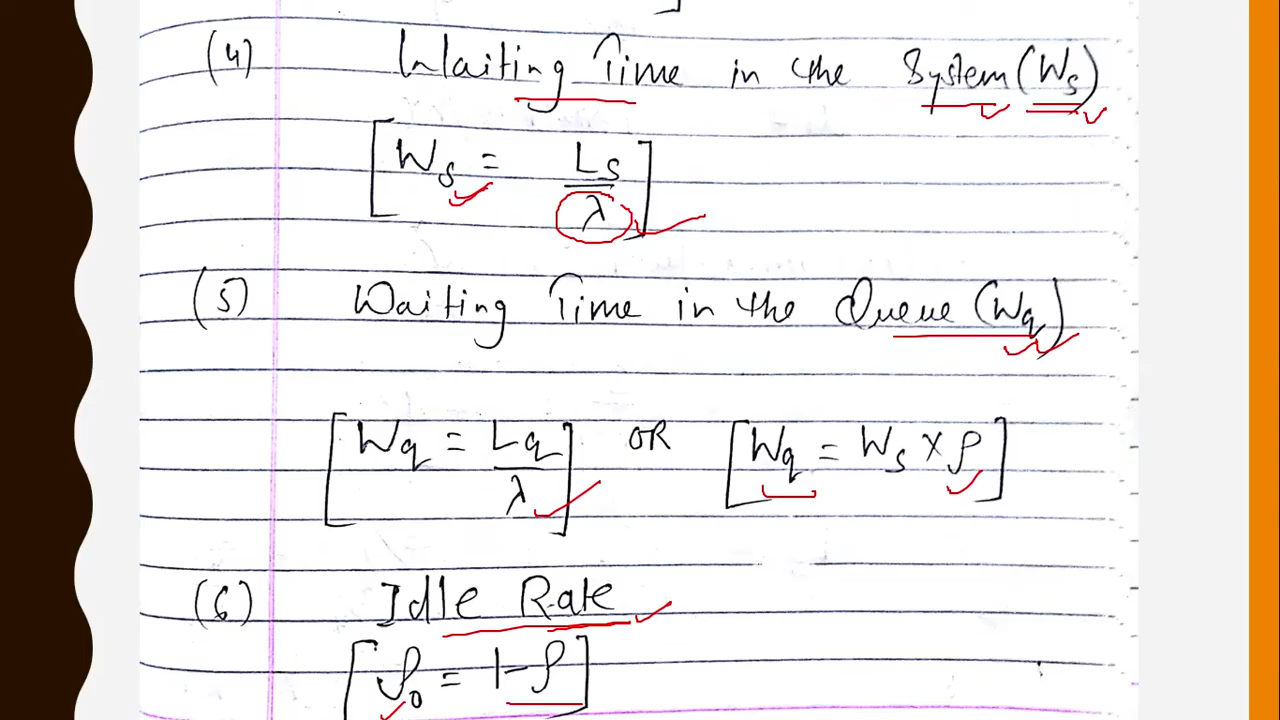 (4) Waiting Time in the System (Ws)
[Ws = Ls / λ]
(5) Waiting Time in the Queue (Wq)
[Wq = Lq / λ] OR [Wq = Ws × ρ]
(6) Idle Rate
[ρ0 = 1-ρ]